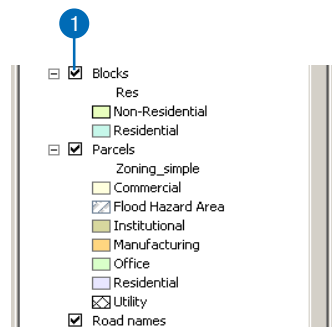 1
Blocks
Res
Non-Residential
Residential
Parcels
Zoning_simple
Commercial
Flood Hazard Area
Institutional
Manufacturing
Office
Residential
Utility
Road names